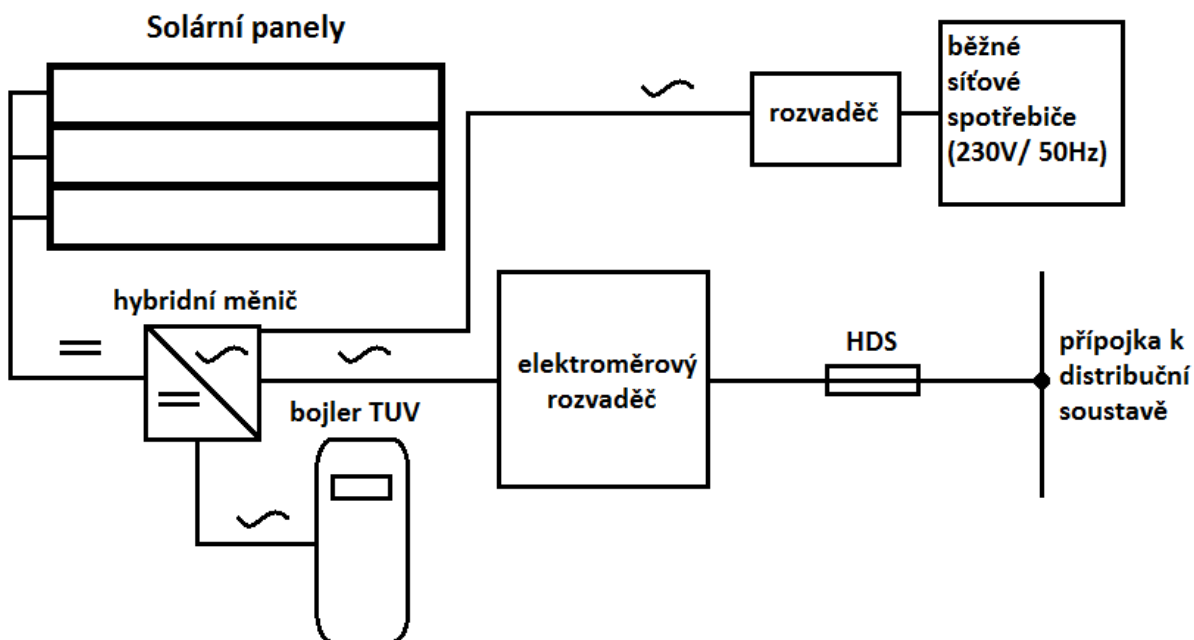 Solární panely
běžné
síťové
spotřebiče
(230V/ 50Hz)
rozvaděč
hybridní měnič
elektroměrový
rozvaděč
HDS
přípojka k
distribuční
soustavě
bojler TUV